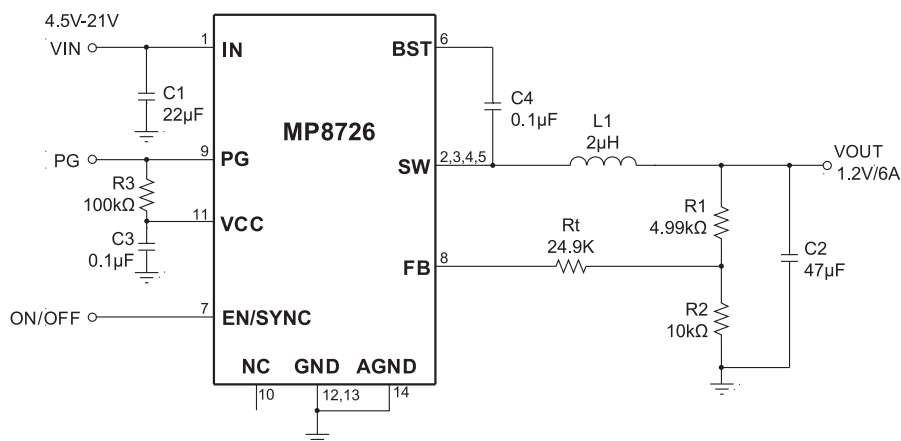 4.5V-21V
VIN
1
IN
BST
6
C1
22µF
MP8726
C4
0.1µF
L1
2µH
PG
9
PG
SW
2,3,4,5
VOUT
1.2V/6A
R3
100kΩ
11
VCC
R1
4.99kΩ
Rt
24.9K
C3
0.1µF
FB
8
C2
47µF
ON/OFF
7
EN/SYNC
R2
10kΩ
NC
GND
AGND
10
12,13
14